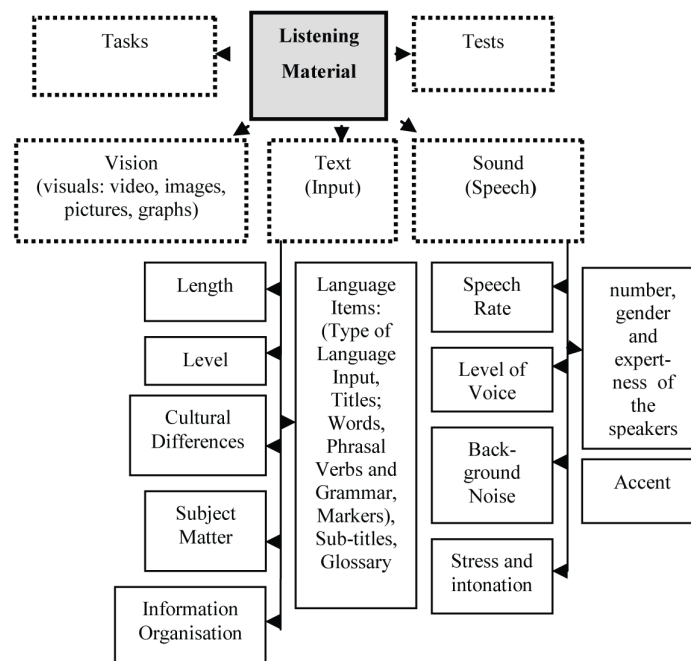 Tasks
Listening
Material
Tests
Vision
(visuals: video, images,
pictures, graphs)
Text
(Input)
Sound
(Speech)
Length
Level
Cultural
Differences
Subject
Matter
Information
Organisation
Language
Items:
(Type of
Language
Input,
Titles;
Words,
Phrasal
Verbs and
Grammar,
Markers),
Sub-titles,
Glossary
Speech
Rate
Level of
Voice
Back-
ground
Noise
Stress and
intonation
number,
gender
and
expert-
ness of
the
speakers
Accent